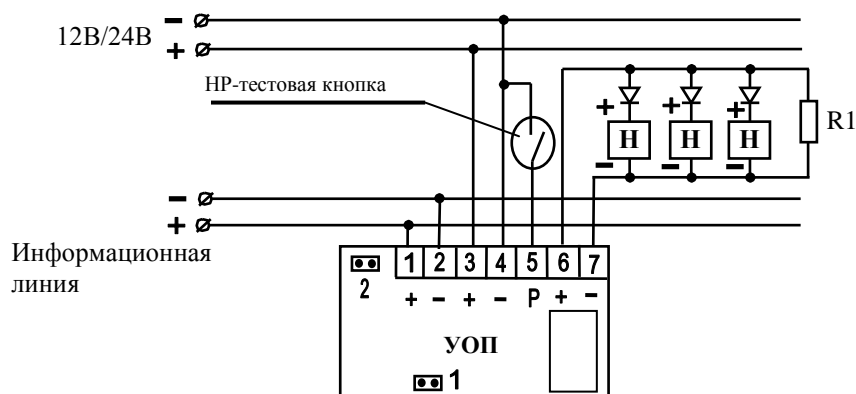 –
12В/24В
+
НР-тестовая кнопка
+ + +
Н Н Н
– – –
R1
–
+
Информационная
линия
1 2 3 4 5 6 7
2
+ – + – P + –
УОП
1